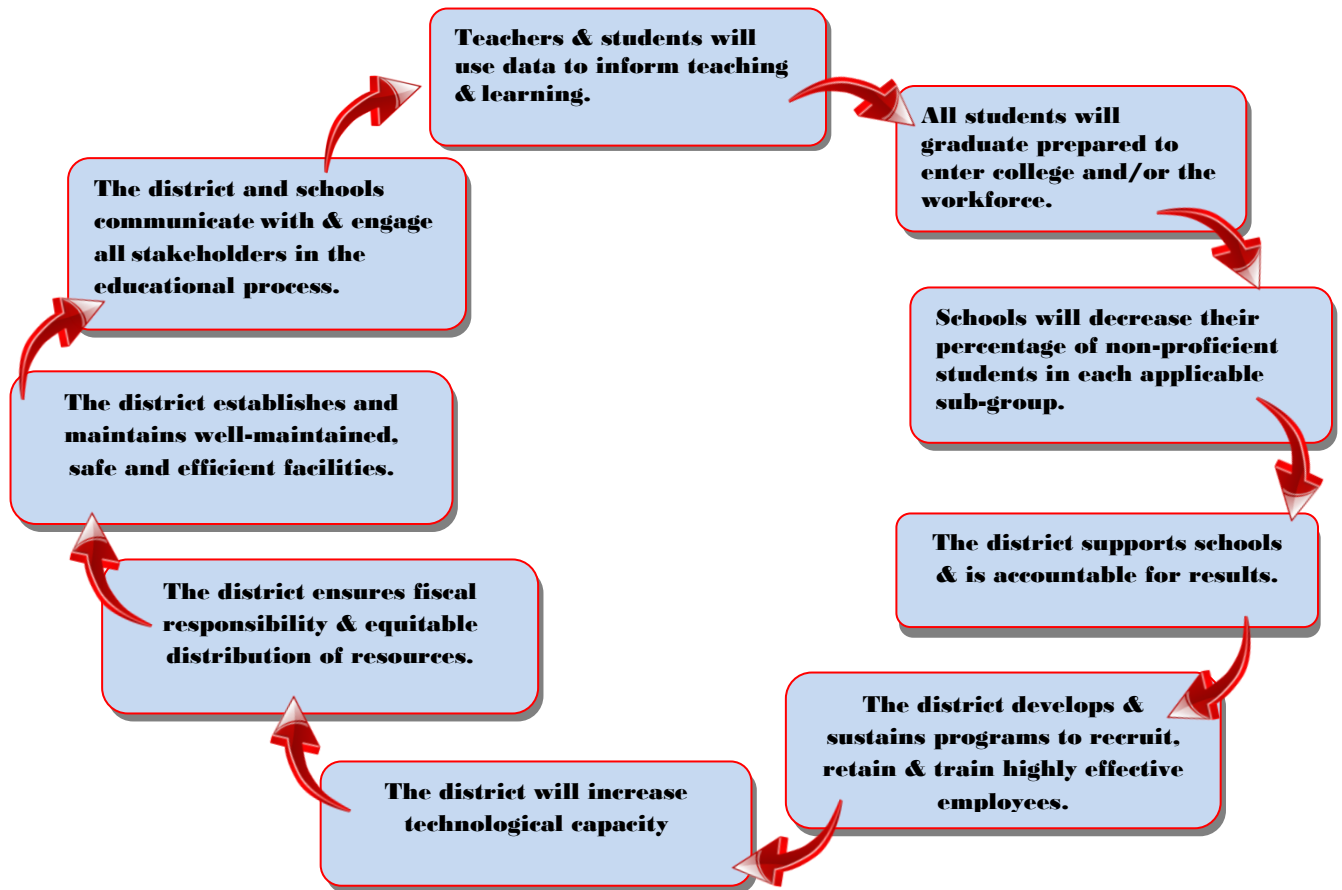 Teachers & students will
use data to inform teaching
& learning.
All students will
graduate prepared to
enter college and/or the
workforce.
Schools will decrease their
percentage of non-proficient
students in each applicable
sub-group.
The district supports schools
& is accountable for results.
The district develops &
sustains programs to recruit,
retain & train highly effective
employees.
The district will increase
technological capacity
The district ensures fiscal
responsibility & equitable
distribution of resources.
The district establishes and
maintains well-maintained,
safe and efficient facilities.
The district and schools
communicate with & engage
all stakeholders in the
educational process.